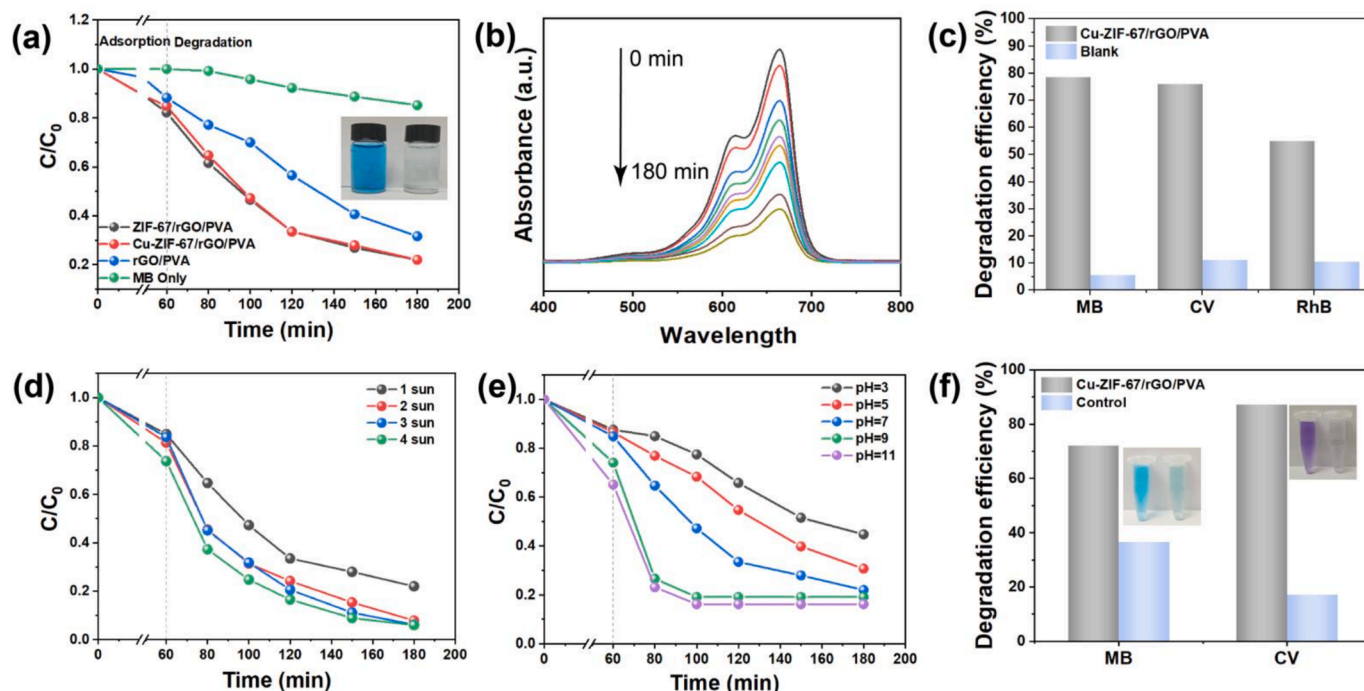 (a)
Adsorption
Degradation
C/C0
1.2
1.0
0.8
0.6
0.4
0.2
ZIF-67/rGO/PVA
Cu-ZIF-67/rGO/PVA
rGO/PVA
MB Only
0 60 80 100 120 140 160 180 200
Time (min)
(b)
Absorbance (a.u.)
0 min
180 min
400 500 600 700 800
Wavelength
(c)
Degradation efficiency (%)
100
90
80
70
60
50
40
30
20
10
0
Cu-ZIF-67/rGO/PVA
Blank
MB CV RhB
(d)
C/C0
1.0
0.8
0.6
0.4
0.2
0.0
1 sun
2 sun
3 sun
4 sun
0 60 80 100 120 140 160 180 200
Time (min)
(e)
C/C0
1.0
0.8
0.6
0.4
0.2
0.0
pH=3
pH=5
pH=7
pH=9
pH=11
0 60 80 100 120 140 160 180 200
Time (min)
(f)
Degradation efficiency (%)
100
80
60
40
20
0
Cu-ZIF-67/rGO/PVA
Control
MB CV